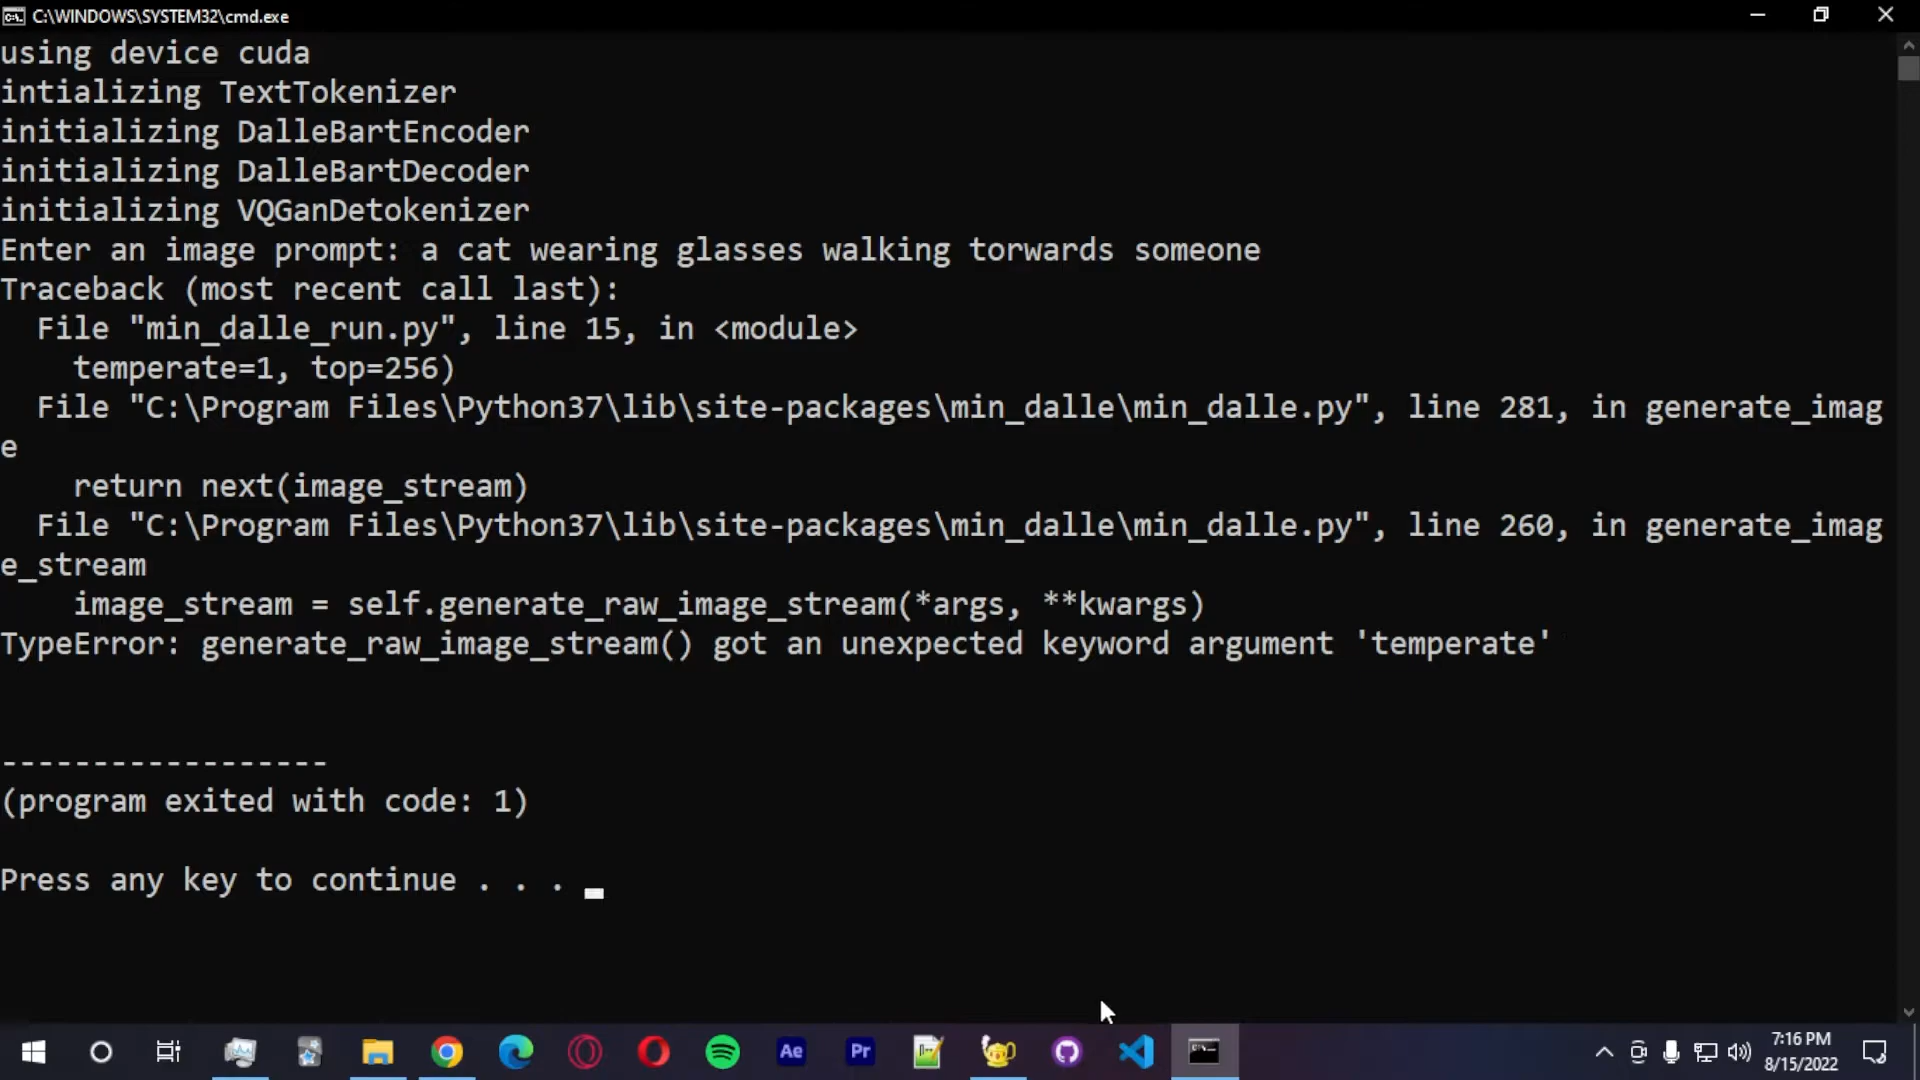 C:\WINDOWS\SYSTEM32\cmd.exe
using device cuda
intializing TextTokenizer
initializing DalleBartEncoder
initializing DalleBartDecoder
initializing VQGanDetokenizer
Enter an image prompt: a cat wearing glasses walking torwards someone
Traceback (most recent call last):
  File "min_dalle_run.py", line 15, in <module>
    temperate=1, top=256)
  File "C:\Program Files\Python37\lib\site-packages\min_dalle\min_dalle.py", line 281, in generate_imag
e
    return next(image_stream)
  File "C:\Program Files\Python37\lib\site-packages\min_dalle\min_dalle.py", line 260, in generate_imag
e_stream
    image_stream = self.generate_raw_image_stream(*args, **kwargs)
TypeError: generate_raw_image_stream() got an unexpected keyword argument 'temperate'
------------------
(program exited with code: 1)
Press any key to continue . . .
Ae
Pr
7:16 PM
8/15/2022